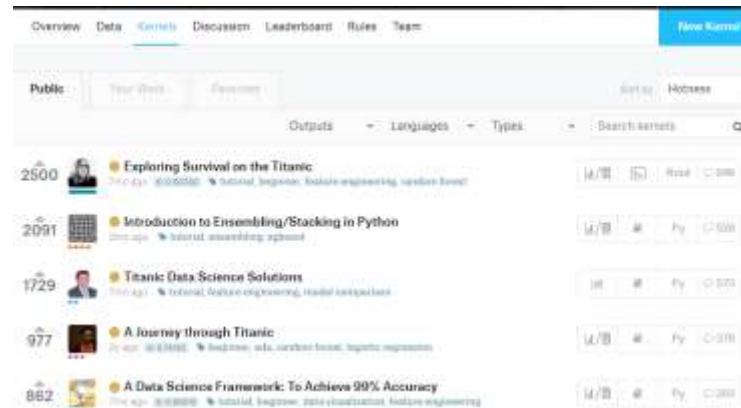 Overview Data Kernels Discussion Leaderboard Rules Team New Kernel
Public Your Work Favorites Sort by Hotness
Outputs Languages Types Search kernels
2500 Exploring Survival on the Titanic
tutorial, beginner, feature engineering, random forest
2091 Introduction to Ensembling/Stacking in Python
tutorial, ensembling, xgboost Py
1729 Titanic Data Science Solutions
tutorial, feature engineering, model comparison Py
977 A Journey through Titanic
beginner, eda, random forest, logistic regression Py
862 A Data Science Framework: To Achieve 99% Accuracy
tutorial, beginner, data visualization, feature engineering Py